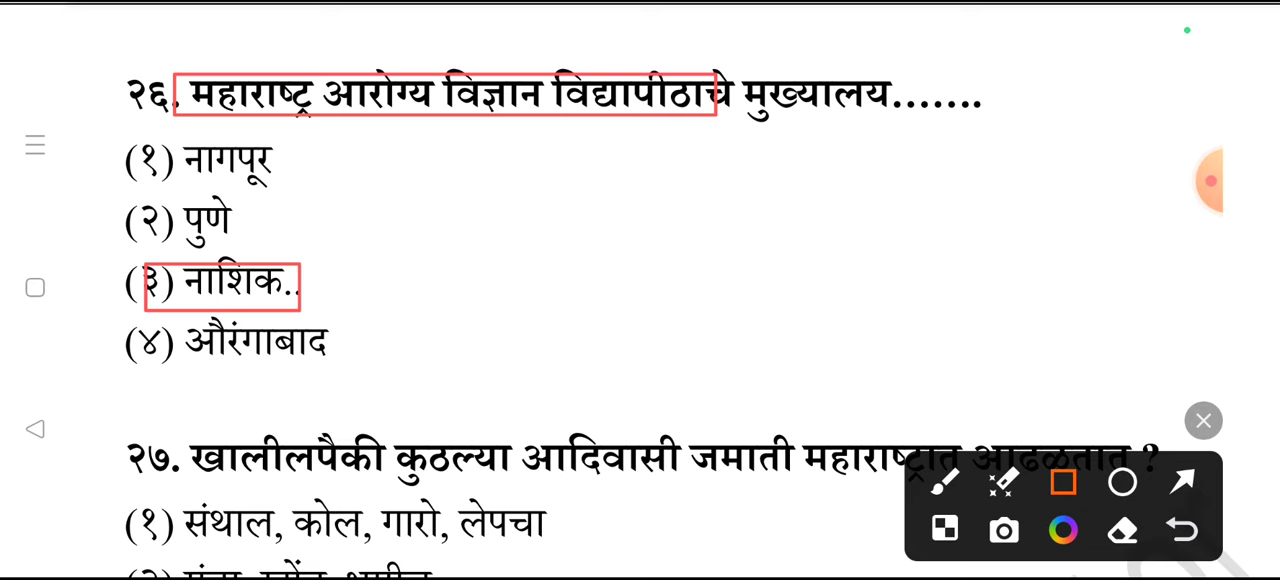 २६. महाराष्ट्र आरोग्य विज्ञान विद्यापीठाचे मुख्यालय.......
(१) नागपूर
(२) पुणे
(३) नाशिक..
(४) औरंगाबाद
२७. खालीलपैकी कुठल्या आदिवासी जमाती महाराष्ट्रात आढळतात ?
(१) संथाल, कोल, गारो, लेपचा